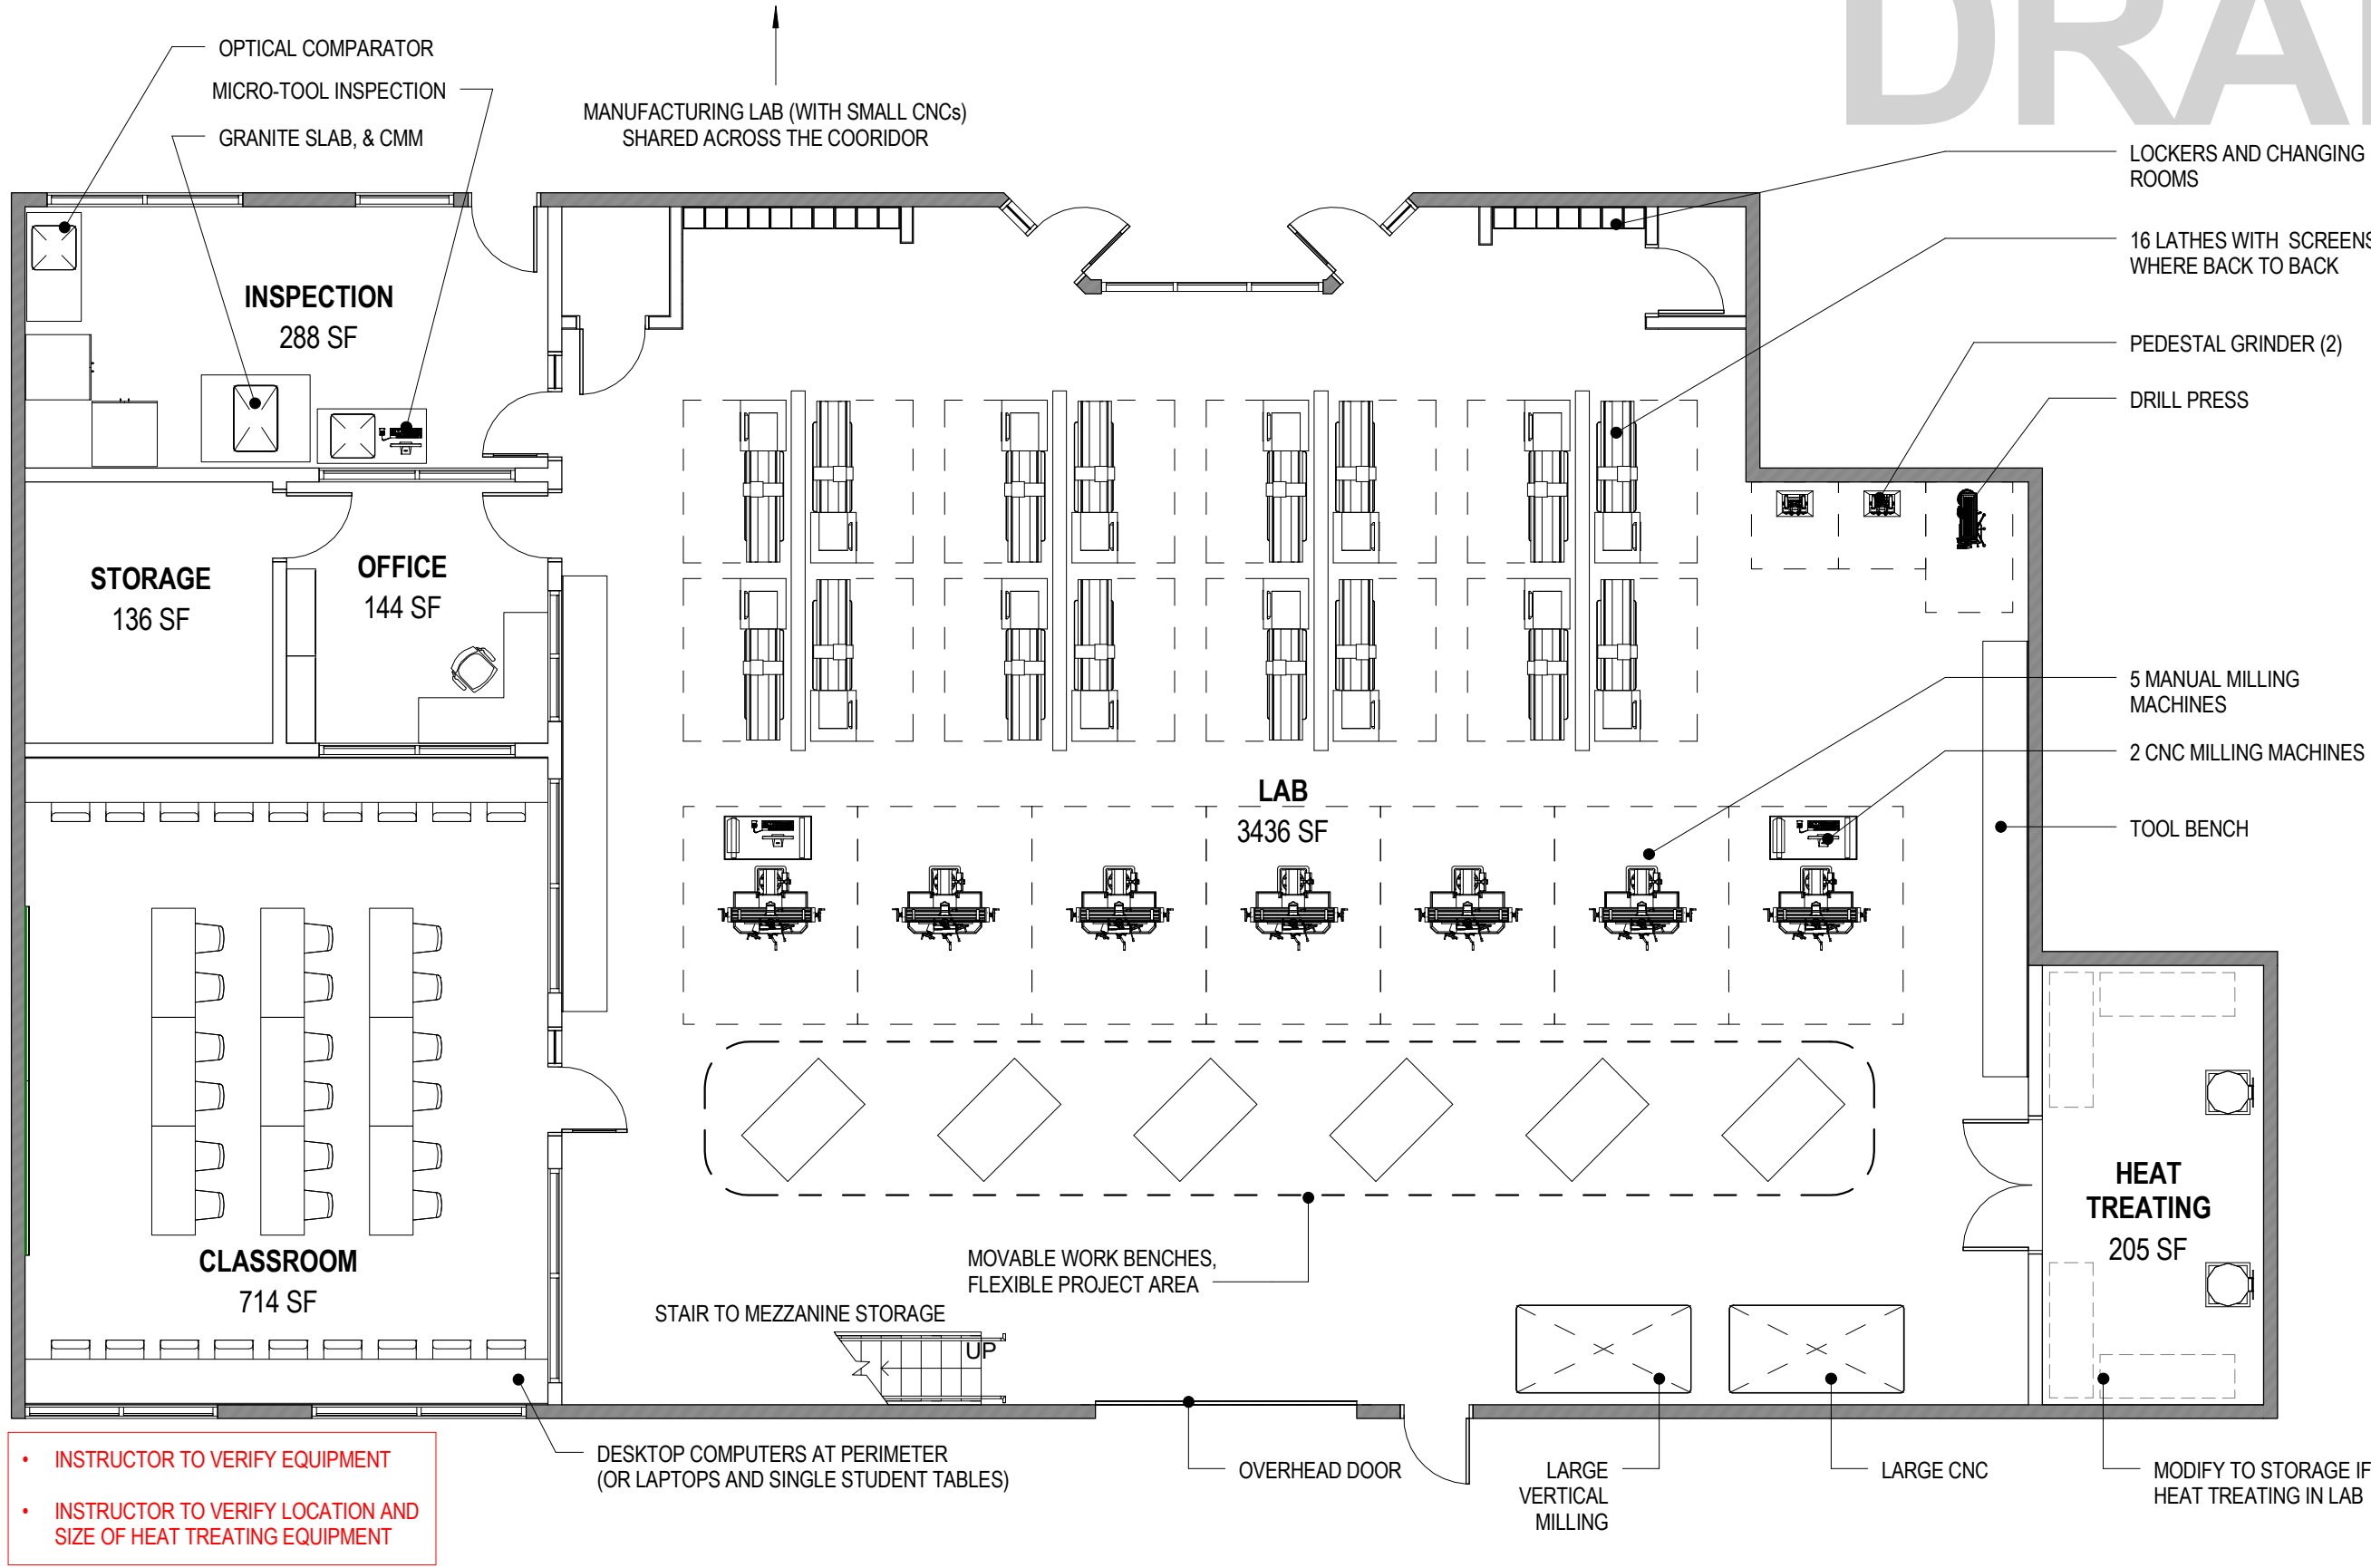 DRA
OPTICAL COMPARATOR
MICRO-TOOL INSPECTION
GRANITE SLAB, & CMM
MANUFACTURING LAB (WITH SMALL CNCs)
SHARED ACROSS THE COORIDOR
LOCKERS AND CHANGING
ROOMS
16 LATHES WITH SCREENS
WHERE BACK TO BACK
PEDESTAL GRINDER (2)
DRILL PRESS
INSPECTION
288 SF
STORAGE
136 SF
OFFICE
144 SF
5 MANUAL MILLING
MACHINES
2 CNC MILLING MACHINES
TOOL BENCH
LAB
3436 SF
CLASSROOM
714 SF
HEAT
TREATING
205 SF
MOVABLE WORK BENCHES,
FLEXIBLE PROJECT AREA
STAIR TO MEZZANINE STORAGE
UP
• INSTRUCTOR TO VERIFY EQUIPMENT
• INSTRUCTOR TO VERIFY LOCATION AND
SIZE OF HEAT TREATING EQUIPMENT
DESKTOP COMPUTERS AT PERIMETER
(OR LAPTOPS AND SINGLE STUDENT TABLES)
OVERHEAD DOOR
LARGE
VERTICAL
MILLING
LARGE CNC
MODIFY TO STORAGE IF
HEAT TREATING IN LAB